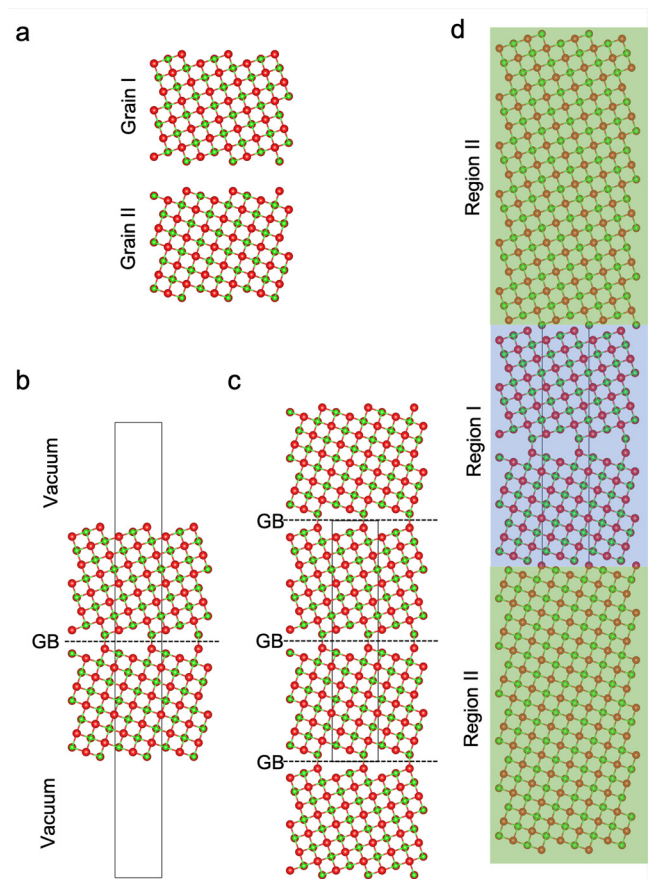 a
Grain I
Grain II
b
Vacuum
GB
Vacuum
c
GB
GB
GB
d
Region II
Region I
Region II